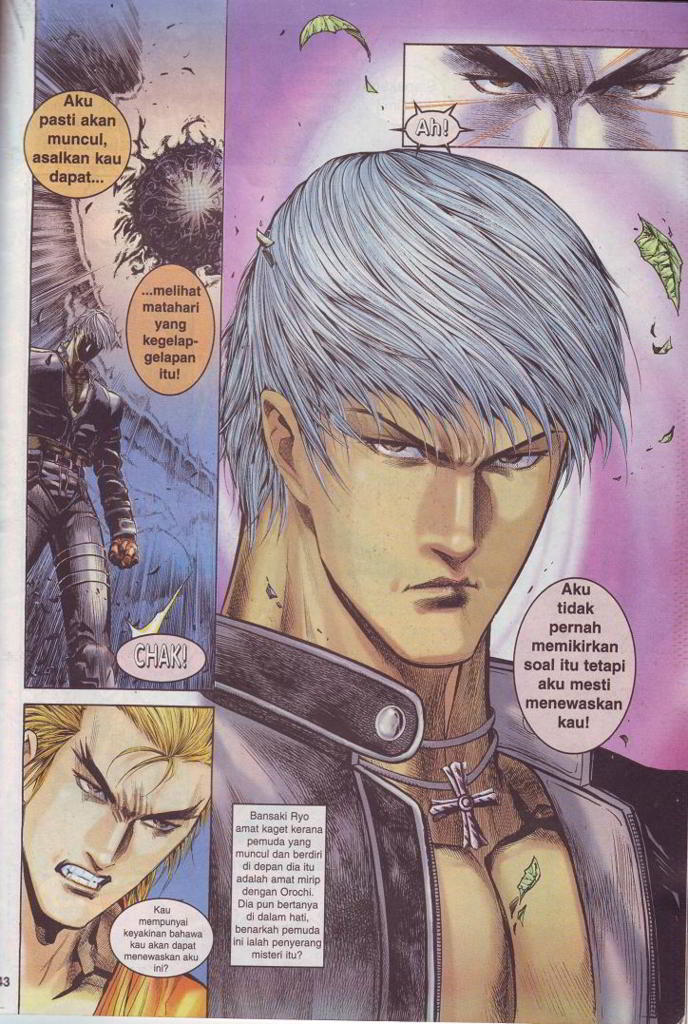 Aku
pasti akan
muncul,
asalkan kau
dapat...
...melihat
matahari
yang
kegelap-
gelapan
itu!
CHAK!
Ah!
Aku
tidak
pernah
memikirkan
soal itu tetapi
aku mesti
menewaskan
kau!
Kau
mempunyai
keyakinan bahawa
kau akan dapat
menewaskan aku
ini?
Bansaki Ryo
amat kaget kerana
pemuda yang
muncul dan berdiri
di depan dia itu
adalah amat mirip
dengan Orochi.
Dia pun bertanya
di dalam hati,
benarkah pemuda
ini ialah penyerang
misteri itu?
43